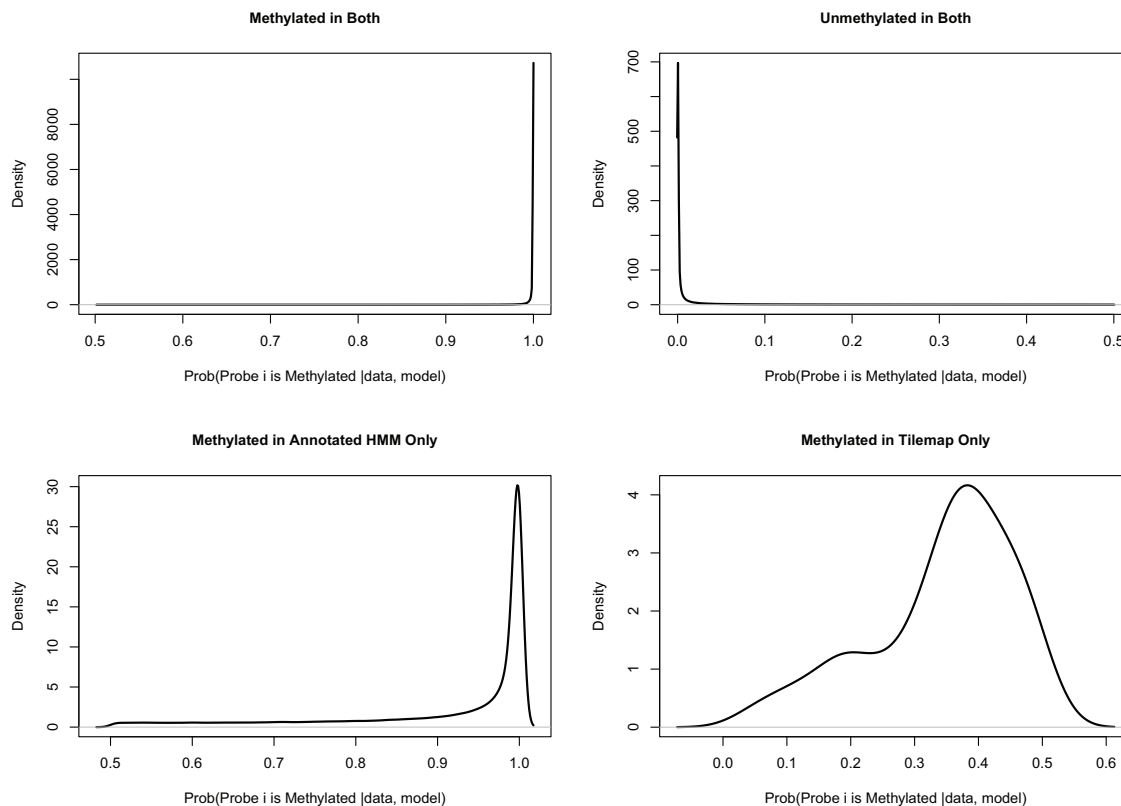 Methylated in Both
Density
0
2000
4000
6000
8000
0.5 0.6 0.7 0.8 0.9 1.0
Prob(Probe i is Methylated |data, model)
Unmethylated in Both
Density
0
100
300
500
700
0.0 0.1 0.2 0.3 0.4 0.5
Prob(Probe i is Methylated |data, model)
Methylated in Annotated HMM Only
Density
0
5
10
15
20
25
30
0.5 0.6 0.7 0.8 0.9 1.0
Prob(Probe i is Methylated |data, model)
Methylated in Tilemap Only
Density
0
1
2
3
4
0.0 0.1 0.2 0.3 0.4 0.5 0.6
Prob(Probe i is Methylated |data, model)